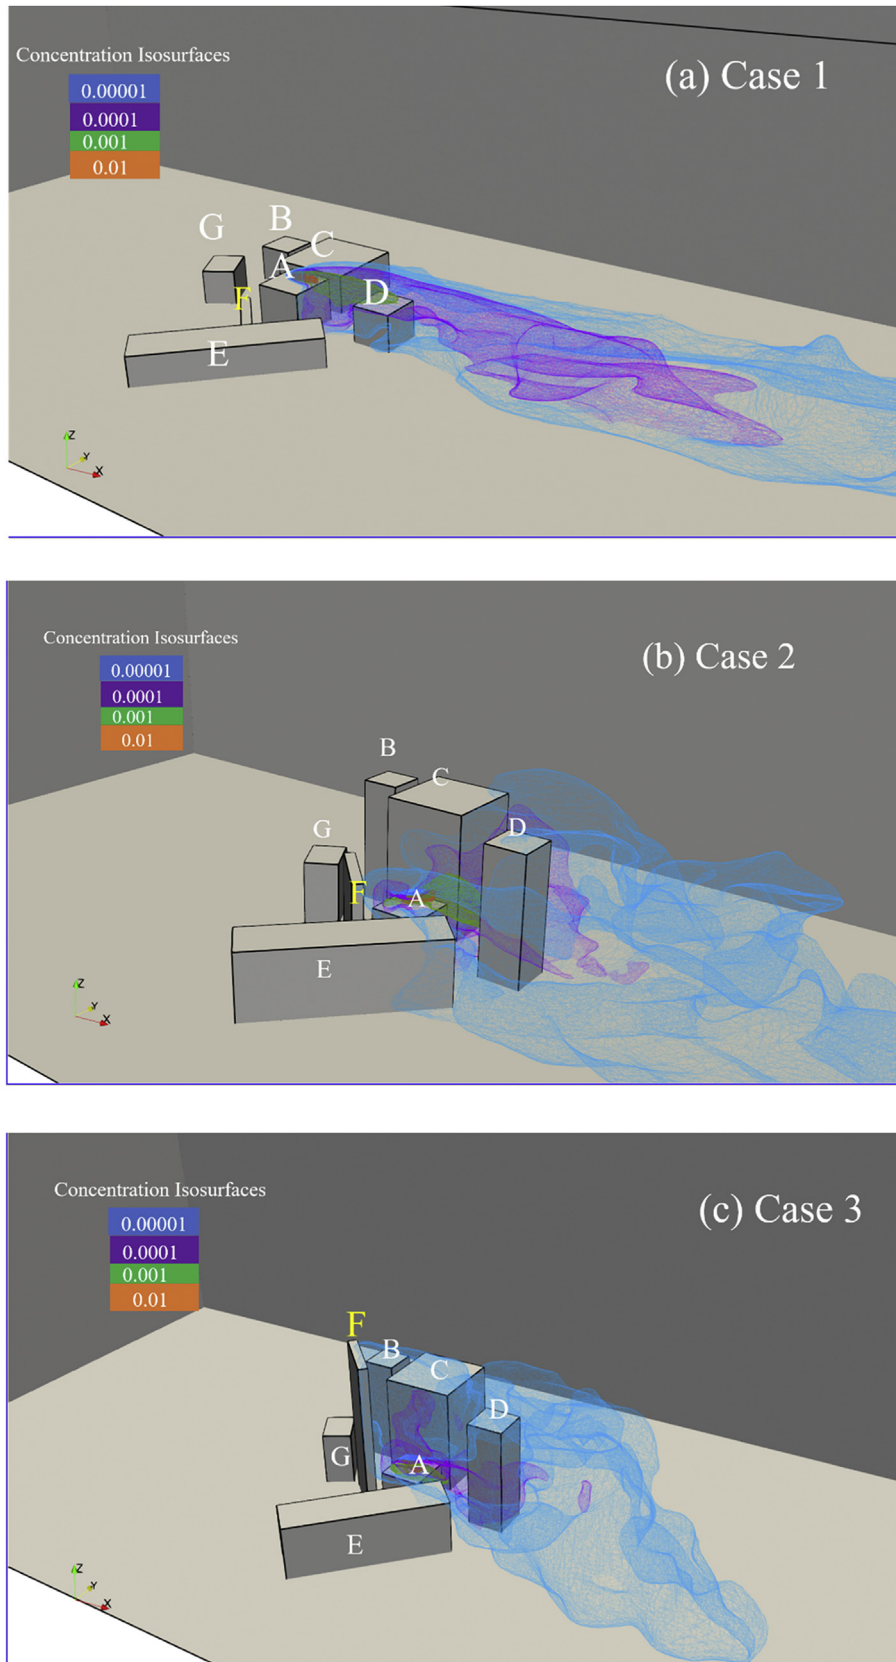 (a) Case 1
Concentration Isosurfaces
0.00001
0.0001
0.001
0.01
B
G
C
A
F
D
E
Z
Y
X
(b) Case 2
Concentration Isosurfaces
0.00001
0.0001
0.001
0.01
B
C
G
D
F
A
E
Z
Y
X
(c) Case 3
Concentration Isosurfaces
0.00001
0.0001
0.001
0.01
F
B
C
D
G
A
E
Z
Y
X